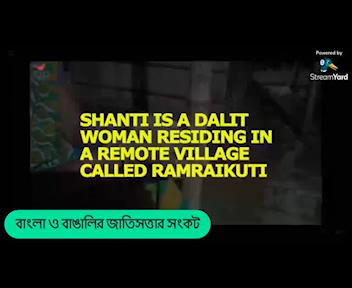 Powered by
StreamYard
SHANTI IS A DALIT
WOMAN RESIDING IN
A REMOTE VILLAGE
CALLED RAMRAIKUTI
বাংলা ও বাঙালির জাতিসত্তার সংকট